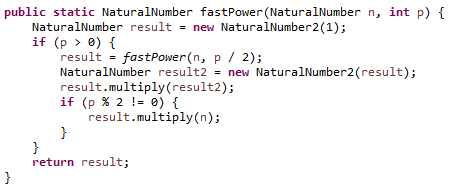 public static NaturalNumber fastPower(NaturalNumber n, int p) {
    NaturalNumber result = new NaturalNumber2(1);
    if (p > 0) {
        result = fastPower(n, p / 2);
        NaturalNumber result2 = new NaturalNumber2(result);
        result.multiply(result2);
        if (p % 2 != 0) {
            result.multiply(n);
        }
    }
    return result;
}